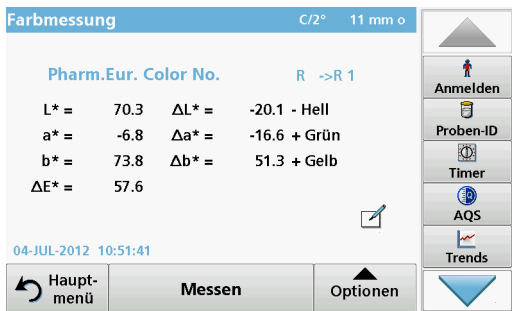 Farbmessung C/2° 11 mm o
Pharm.Eur. Color No. R ->R 1
L* = 70.3 ΔL* = -20.1 - Hell
a* = -6.8 Δa* = -16.6 + Grün
b* = 73.8 Δb* = 51.3 + Gelb
ΔE* = 57.6
04-JUL-2012 10:51:41
Haupt-
menü
Messen
Optionen
Anmelden
Proben-ID
Timer
AQS
Trends